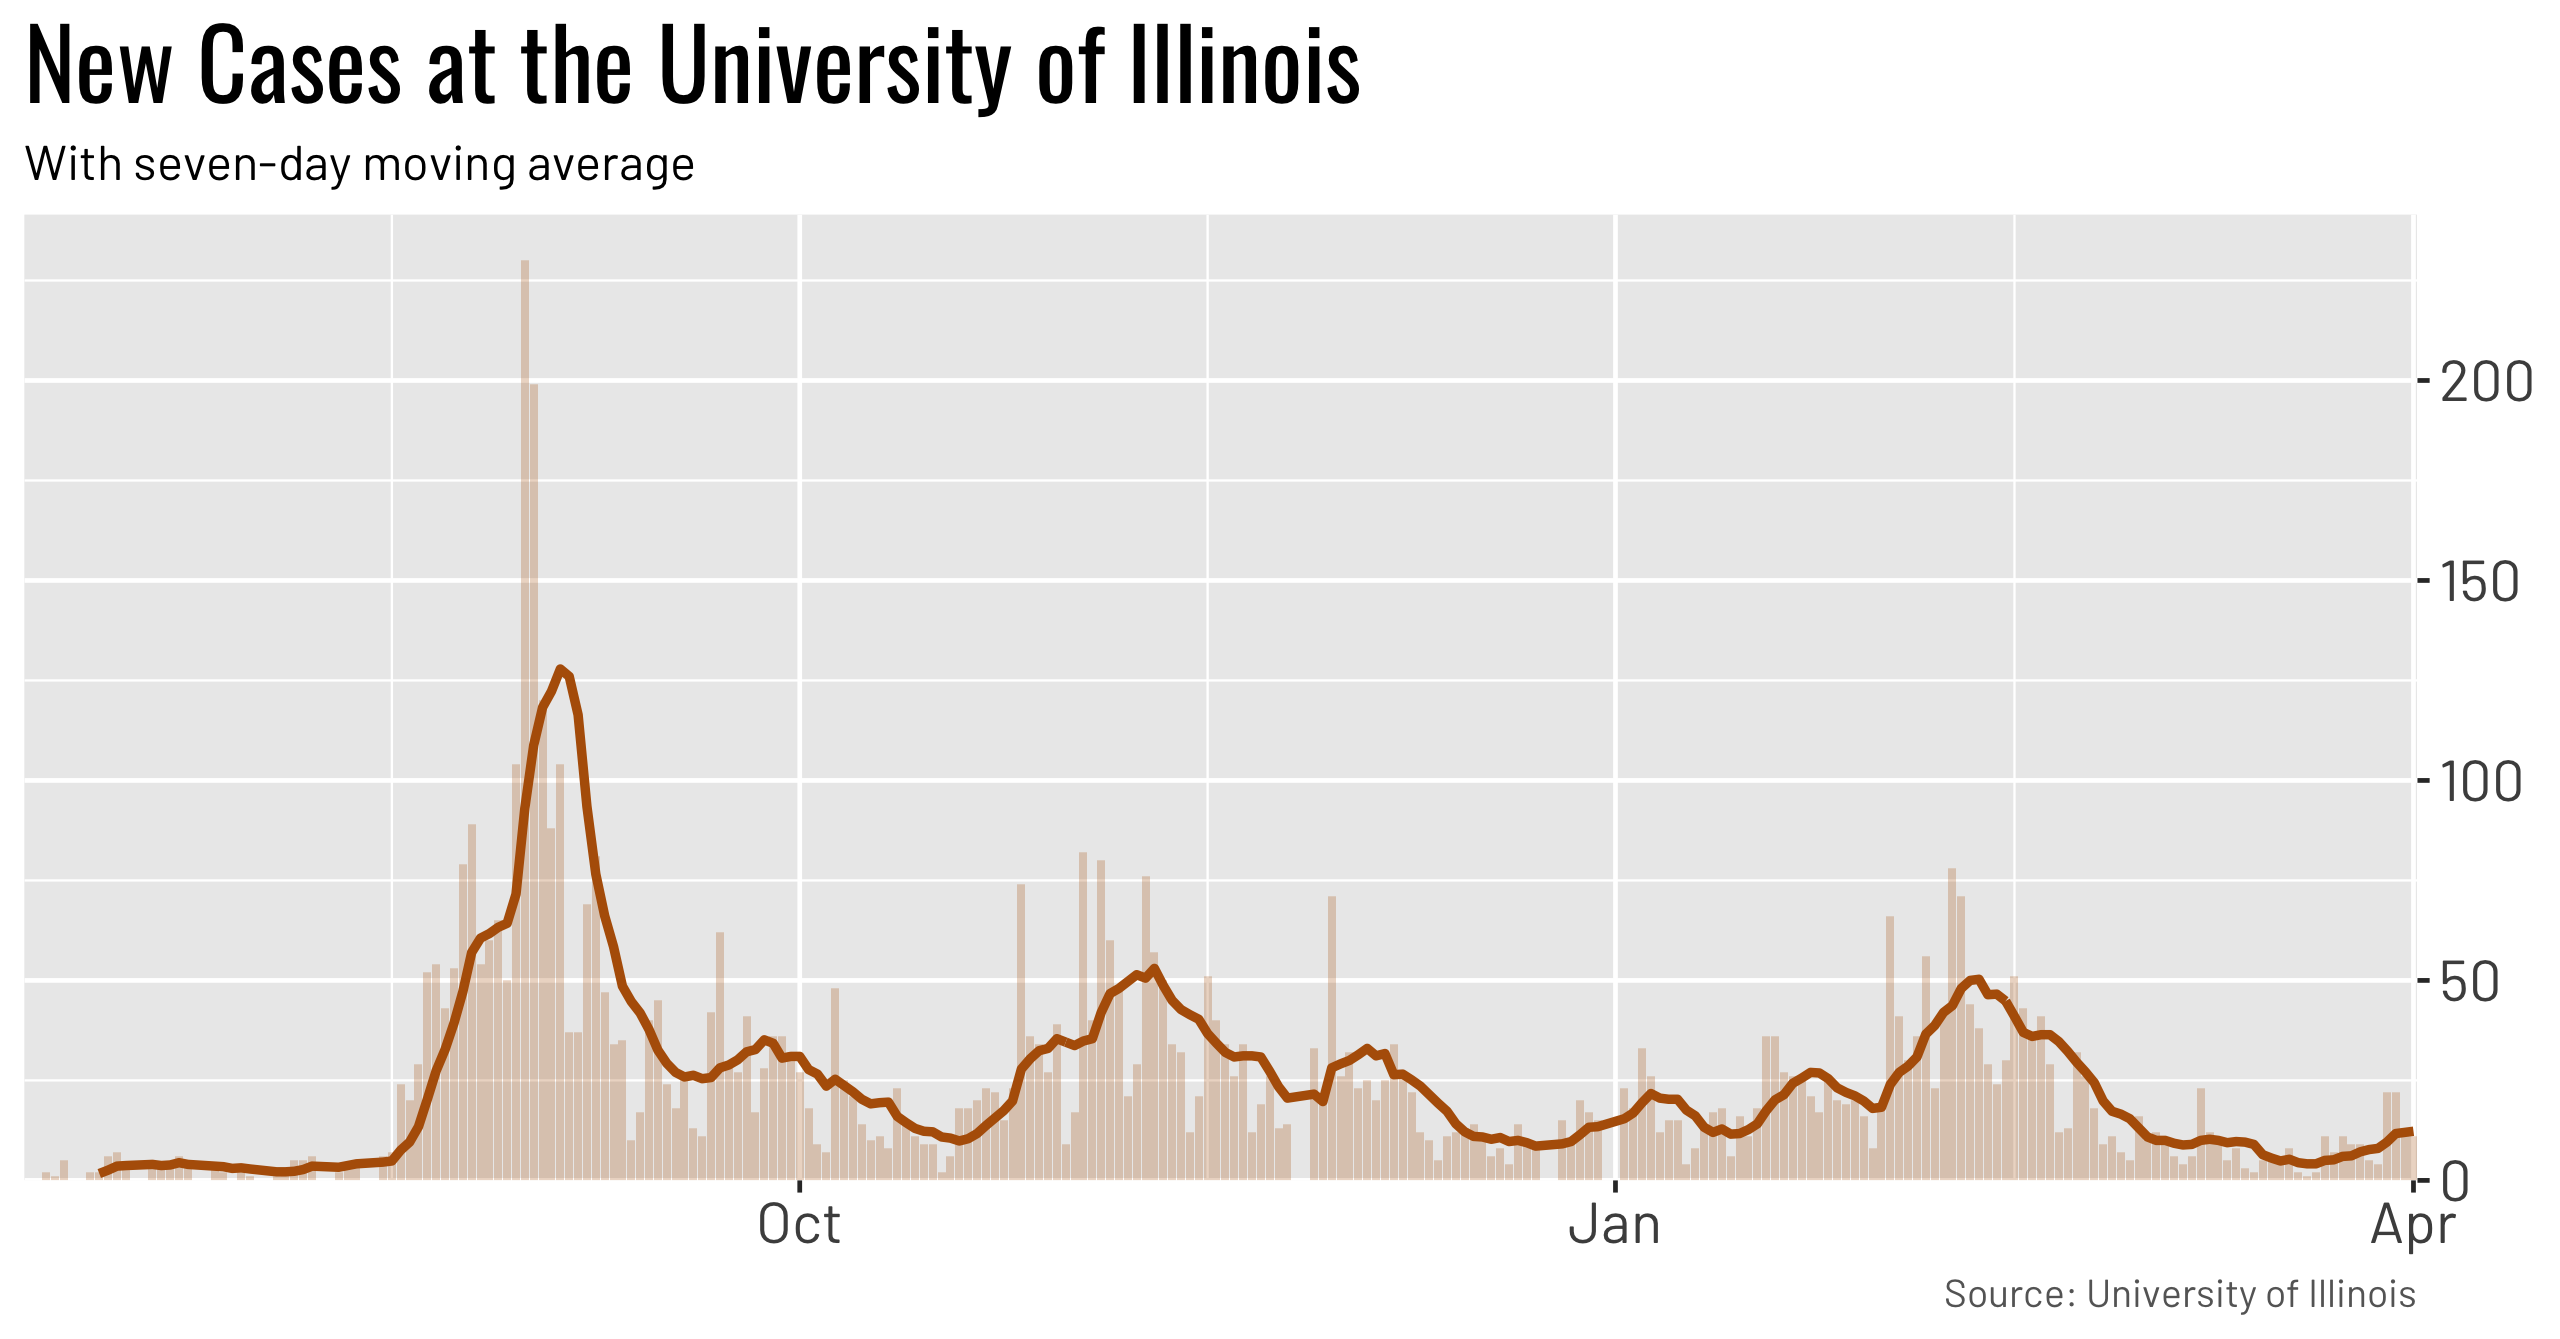 New Cases at the University of Illinois
With seven-day moving average
200
150
100
50
0
Oct Jan Apr
Source: University of Illinois